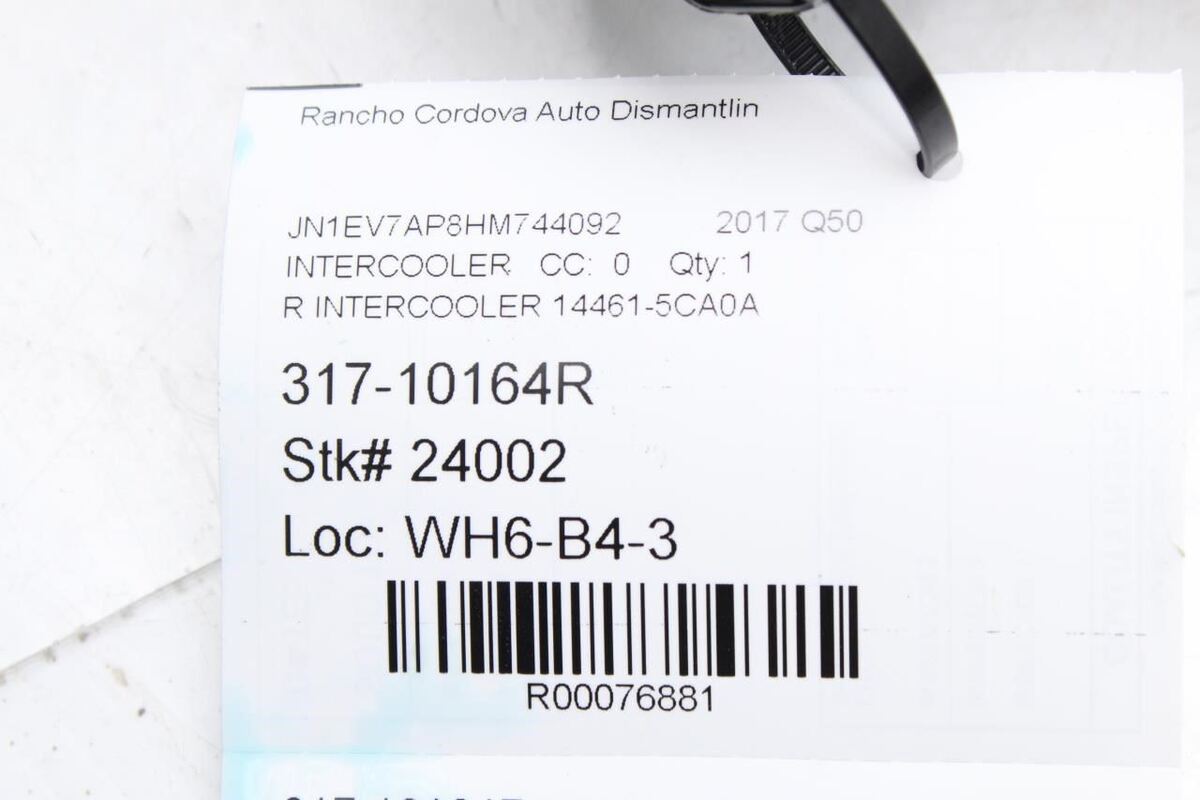 Rancho Cordova Auto Dismantlin
JN1EV7AP8HM744092 2017 Q50
INTERCOOLER CC: 0 Qty: 1
R INTERCOOLER 14461-5CA0A
317-10164R
Stk# 24002
Loc: WH6-B4-3
R00076881